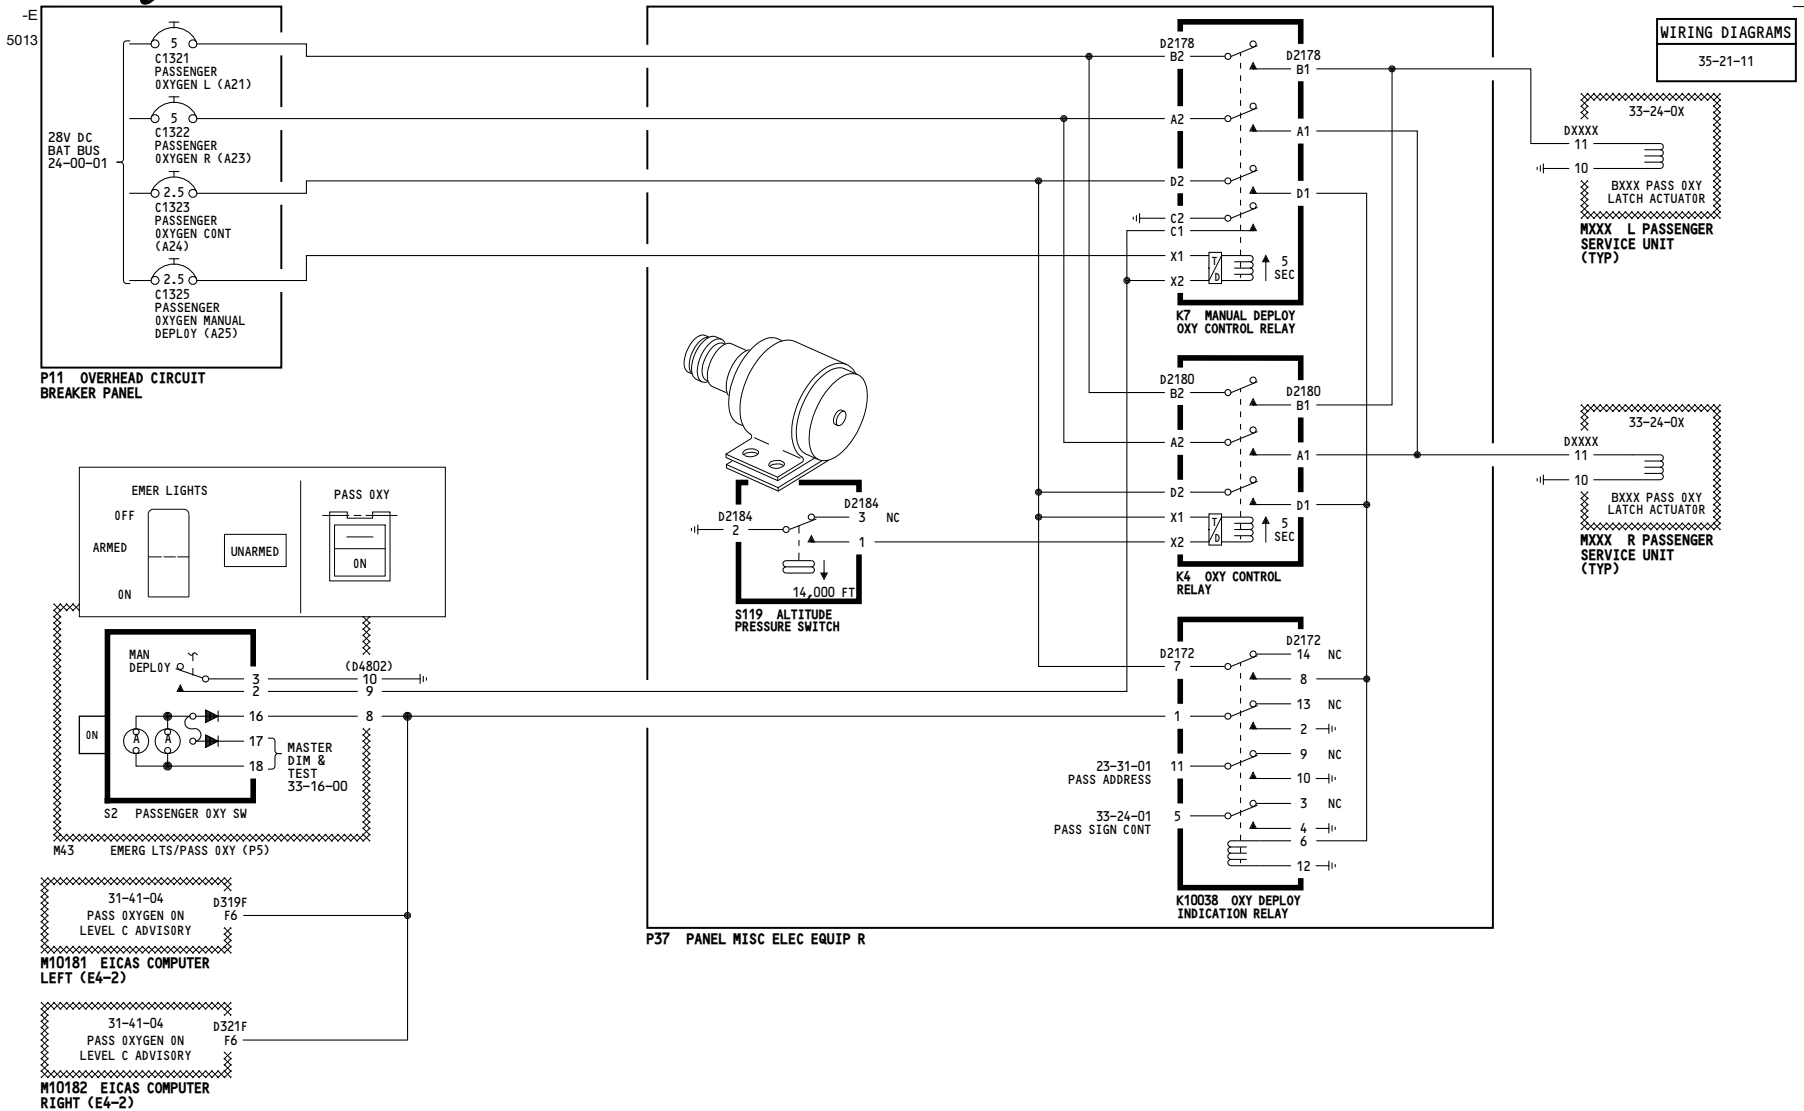 -E
5013
5
C1321
PASSENGER
OXYGEN L (A21)
5
C1322
PASSENGER
OXYGEN R (A23)
28V DC
BAT BUS
24-00-01
2.5
C1323
PASSENGER
OXYGEN CONT
(A24)
2.5
C1325
PASSENGER
OXYGEN MANUAL
DEPLOY (A25)
P11 OVERHEAD CIRCUIT
BREAKER PANEL
EMER LIGHTS
OFF
ARMED
ON
UNARMED
PASS OXY
ON
MAN
DEPLOY
3
2
16
17
18
(D4802)
10
9
8
ON
A
A
MASTER
DIM &
TEST
33-16-00
S2 PASSENGER OXY SW
M43 EMERG LTS/PASS OXY (P5)
31-41-04
PASS OXYGEN ON
LEVEL C ADVISORY
D319F
F6
M10181 EICAS COMPUTER
LEFT (E4-2)
31-41-04
PASS OXYGEN ON
LEVEL C ADVISORY
D321F
F6
M10182 EICAS COMPUTER
RIGHT (E4-2)
D2184
2
D2184
3 NC
1
14,000 FT
S119 ALTITUDE
PRESSURE SWITCH
D2178
B2
A2
D2
C2
C1
X1
X2
D2178
B1
A1
D1
T/D
5
SEC
K7 MANUAL DEPLOY
OXY CONTROL RELAY
D2180
B2
A2
D2
X1
X2
D2180
B1
A1
D1
T/D
5
SEC
K4 OXY CONTROL
RELAY
D2172
7
1
23-31-01
PASS ADDRESS
11
33-24-01
PASS SIGN CONT
5
D2172
14 NC
8
13 NC
2
9 NC
10
3 NC
4
6
12
K10038 OXY DEPLOY
INDICATION RELAY
P37 PANEL MISC ELEC EQUIP R
WIRING DIAGRAMS
35-21-11
33-24-0X
DXXXX
11
10
BXXX PASS OXY
LATCH ACTUATOR
MXXX L PASSENGER
SERVICE UNIT
(TYP)
33-24-0X
DXXXX
11
10
BXXX PASS OXY
LATCH ACTUATOR
MXXX R PASSENGER
SERVICE UNIT
(TYP)